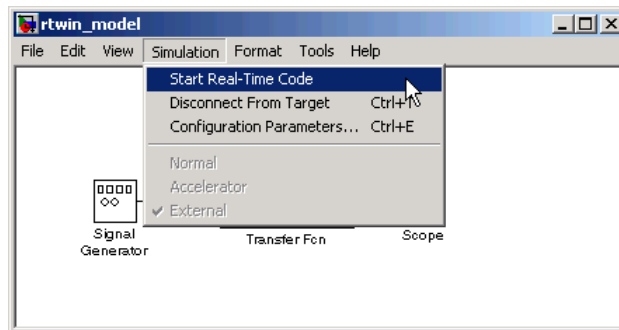 rtwin_model
File Edit View Simulation Format Tools Help
Start Real-Time Code
Disconnect From Target Ctrl+T
Configuration Parameters... Ctrl+E
Normal
Accelerator
External
Signal
Generator
Transfer Fcn
Scope